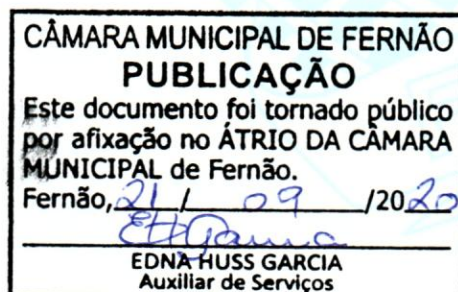 CÂMARA MUNICIPAL DE FERNÃO
PUBLICAÇÃO
Este documento foi tornado público
por afixação no ÁTRIO DA CÂMARA
MUNICIPAL de Fernão.
Fernão, 21 / 09 /2020
EDNA HUSS GARCIA
Auxiliar de Serviços